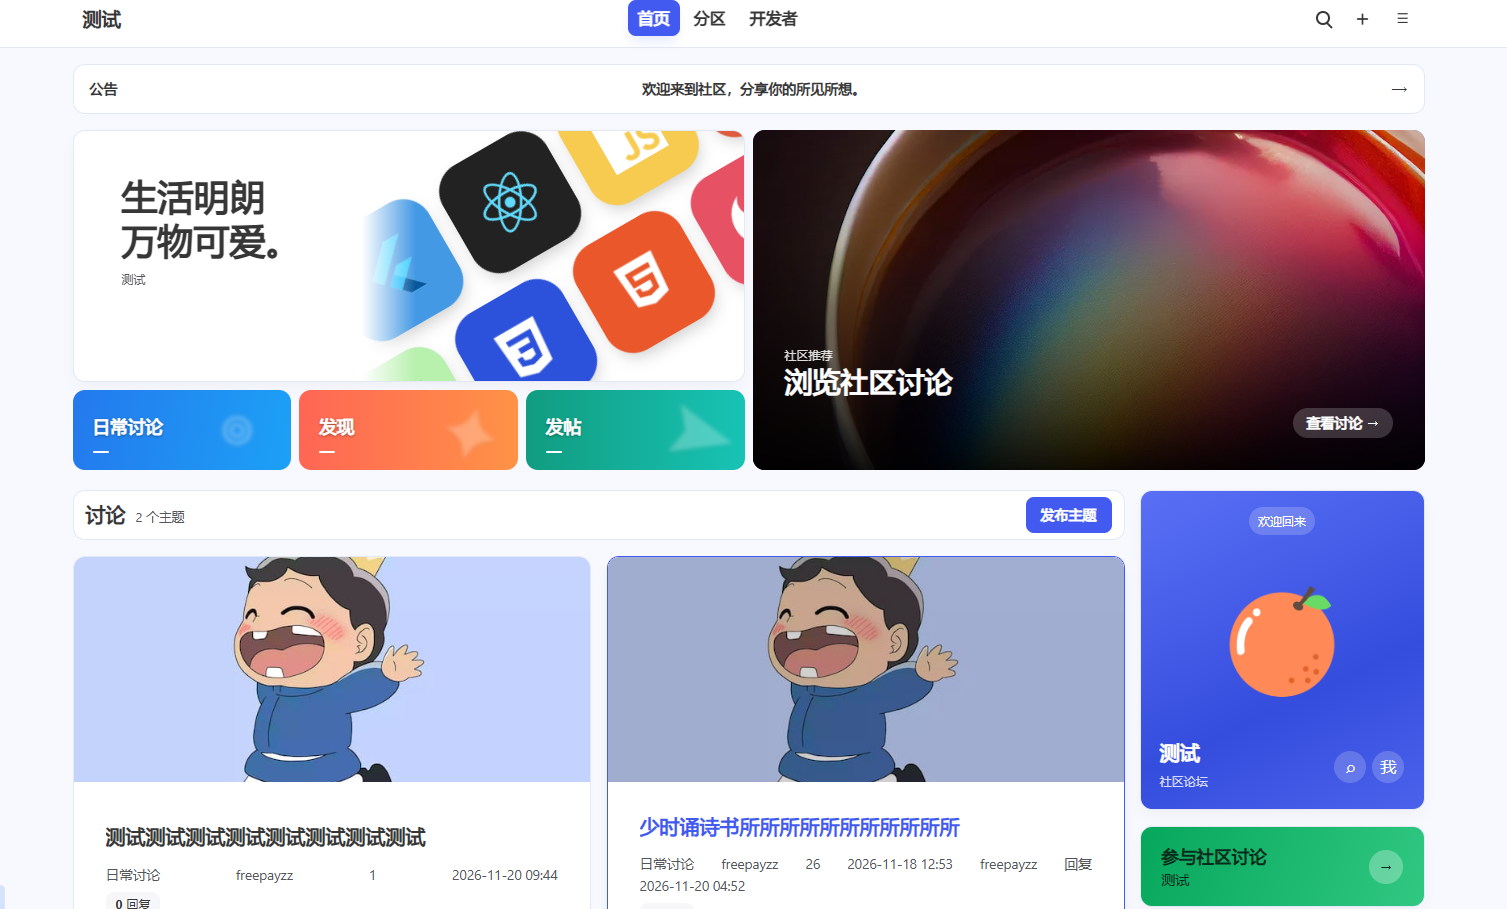 测试
首页 分区 开发者
公告 欢迎来到社区，分享你的所见所想。 →
生活明朗
万物可爱。
测试
JS
5
3
社区推荐
浏览社区讨论
查看讨论 →
日常讨论
发现
发帖
讨论 2 个主题
发布主题
测试测试测试测试测试测试测试测试
日常讨论 freepayzz 1 2026-11-20 09:44
0 回复
少时诵诗书所所所所所所所所所所所
日常讨论 freepayzz 26 2026-11-18 12:53 freepayzz 回复
2026-11-20 04:52
欢迎回来
测试
社区论坛
我
参与社区讨论
测试
→